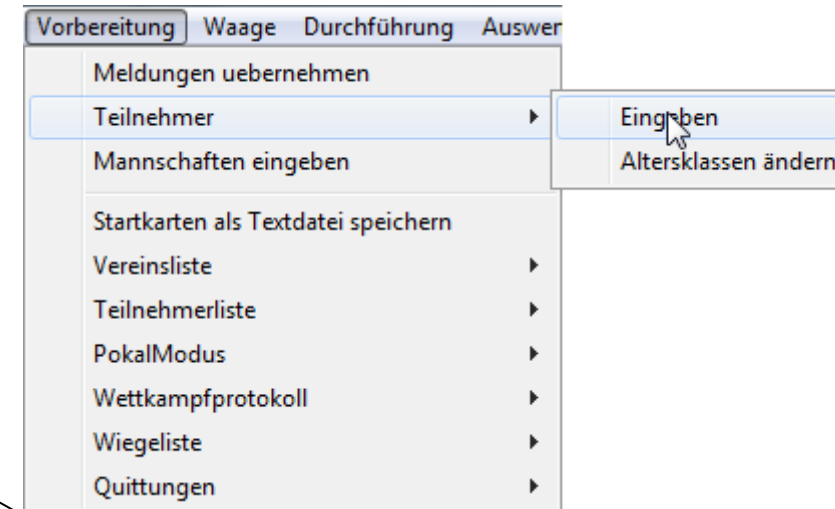 Vorbereitung Waage Durchführung Auswer
Meldungen uebernehmen
Teilnehmer
Eingeben
Altersklassen ändern
Mannschaften eingeben
Startkarten als Textdatei speichern
Vereinsliste
Teilnehmerliste
PokalModus
Wettkampfprotokoll
Wiegeliste
Quittungen